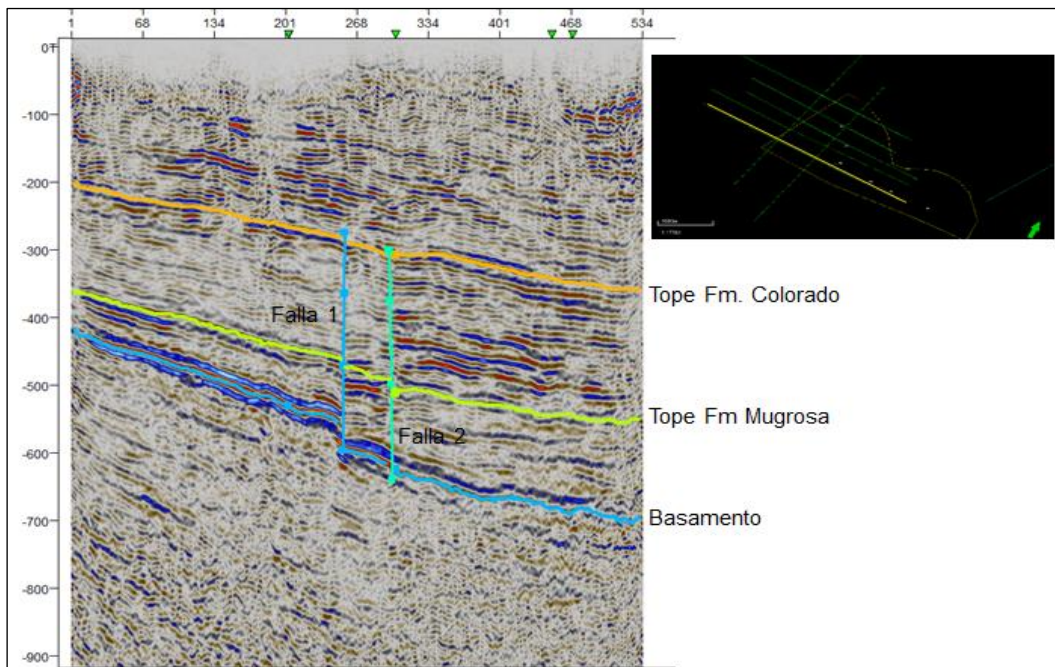 1 68 134 201 268 334 401 468 534
0
-100
-200
-300
Tope Fm. Colorado
Falla 1
-400
Tope Fm Mugrosa
-500
Falla 2
-600
Basamento
-700
-800
-900